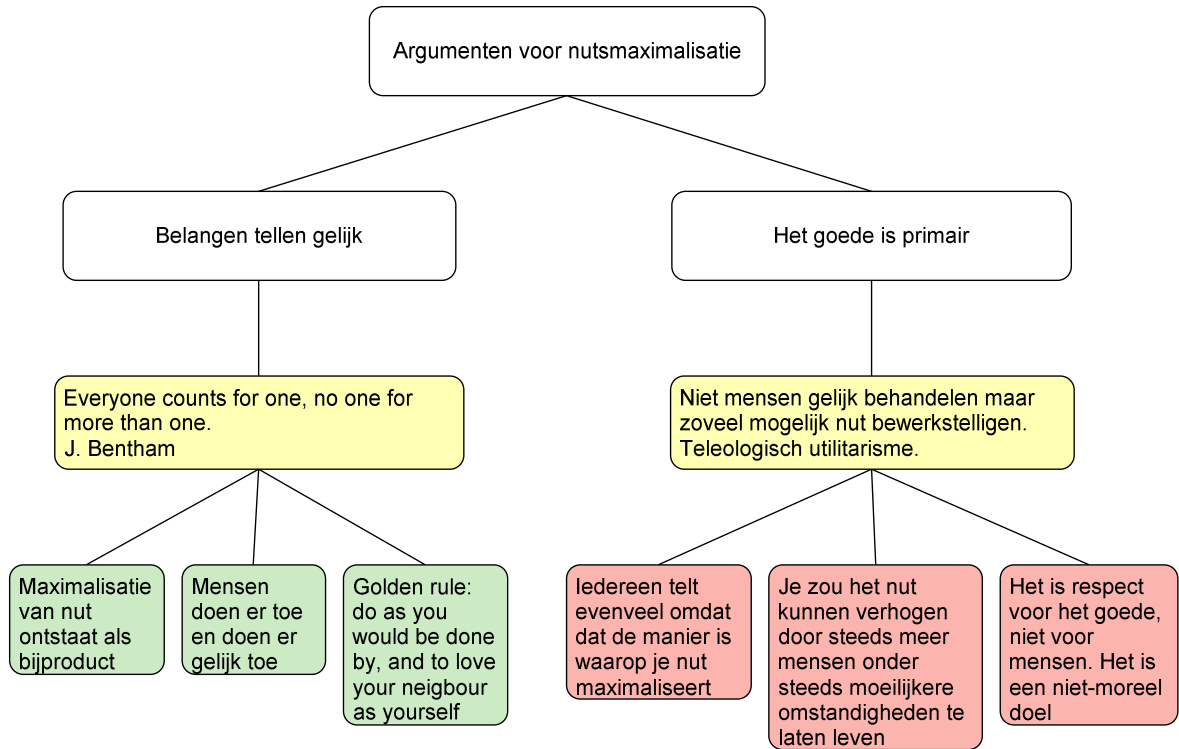 Argumenten voor nutsmaximalisatie
Belangen tellen gelijk
Het goede is primair
Everyone counts for one, no one for
more than one.
J. Bentham
Niet mensen gelijk behandelen maar
zoveel mogelijk nut bewerkstelligen.
Teleologisch utilitarisme.
Maximalisatie
van nut
ontstaat als
bijproduct
Mensen
doen er toe
en doen er
gelijk toe
Golden rule:
do as you
would be done
by, and to love
your neigbour
as yourself
Iedereen telt
evenveel omdat
dat de manier is
waarop je nut
maximaliseert
Je zou het nut
kunnen verhogen
door steeds meer
mensen onder
steeds moeilijkere
omstandigheden te
laten leven
Het is respect
voor het goede,
niet voor
mensen. Het is
een niet-moreel
doel